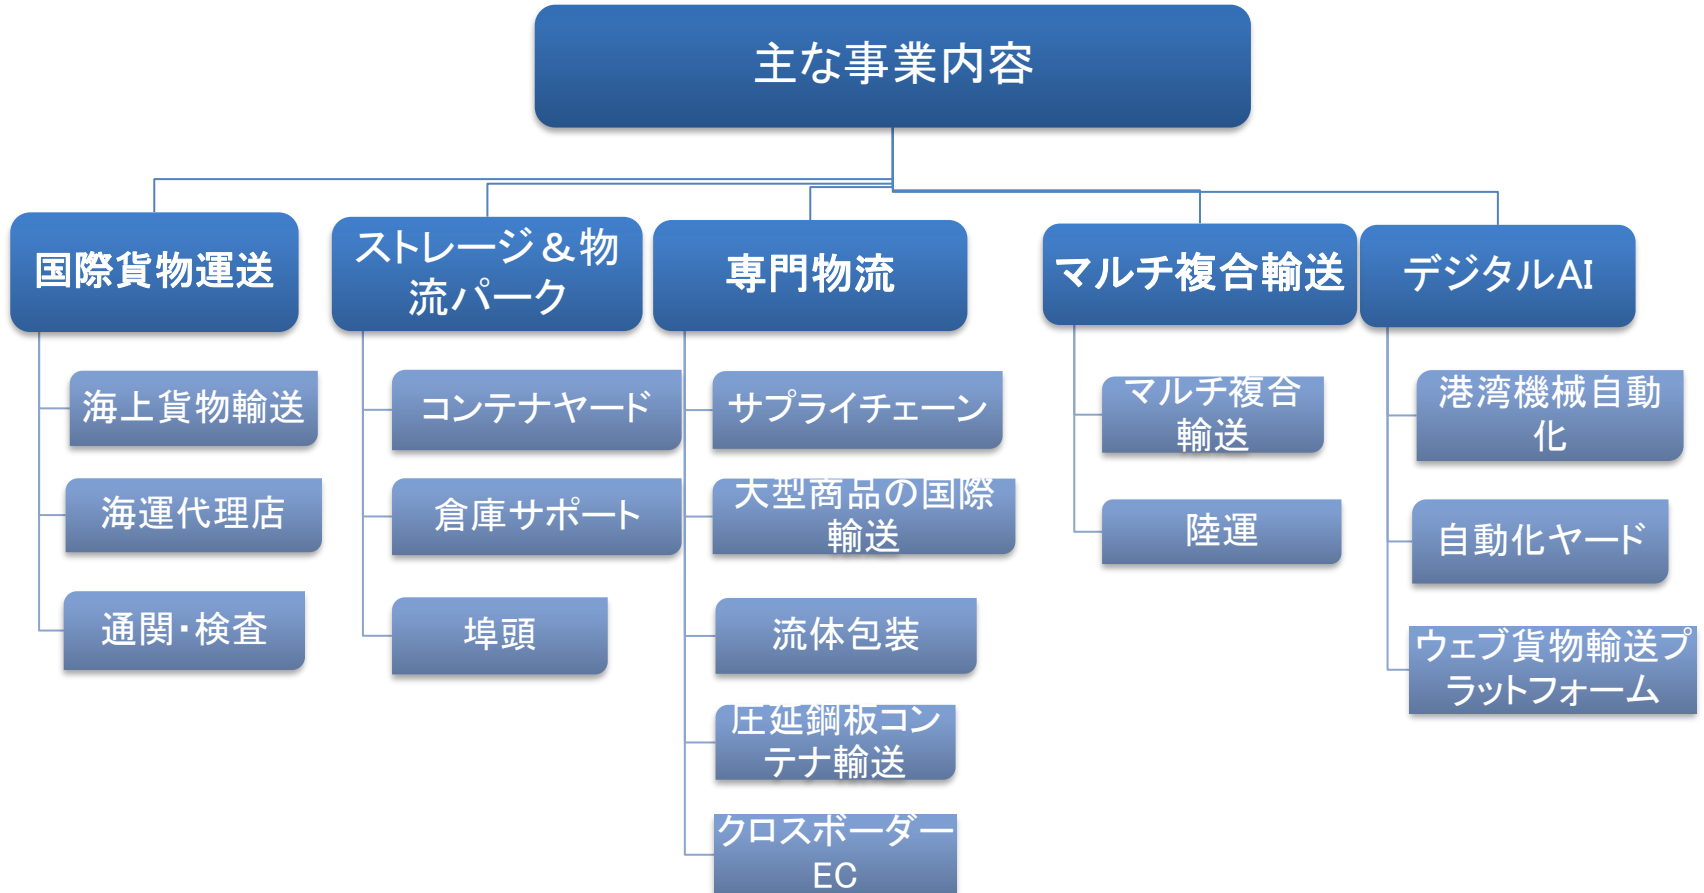 主な事業内容
国際貨物運送
海上貨物輸送
海運代理店
通関・検査
ストレージ＆物
流パーク
コンテナヤード
倉庫サポート
埠頭
専門物流
サプライチェーン
大型商品の国際
輸送
流体包装
圧延鋼板コン
テナ輸送
クロスボーダー
EC
マルチ複合輸送
マルチ複合
輸送
陸運
デジタルAI
港湾機械自動
化
自動化ヤード
ウェブ貨物輸送プ
ラットフォーム